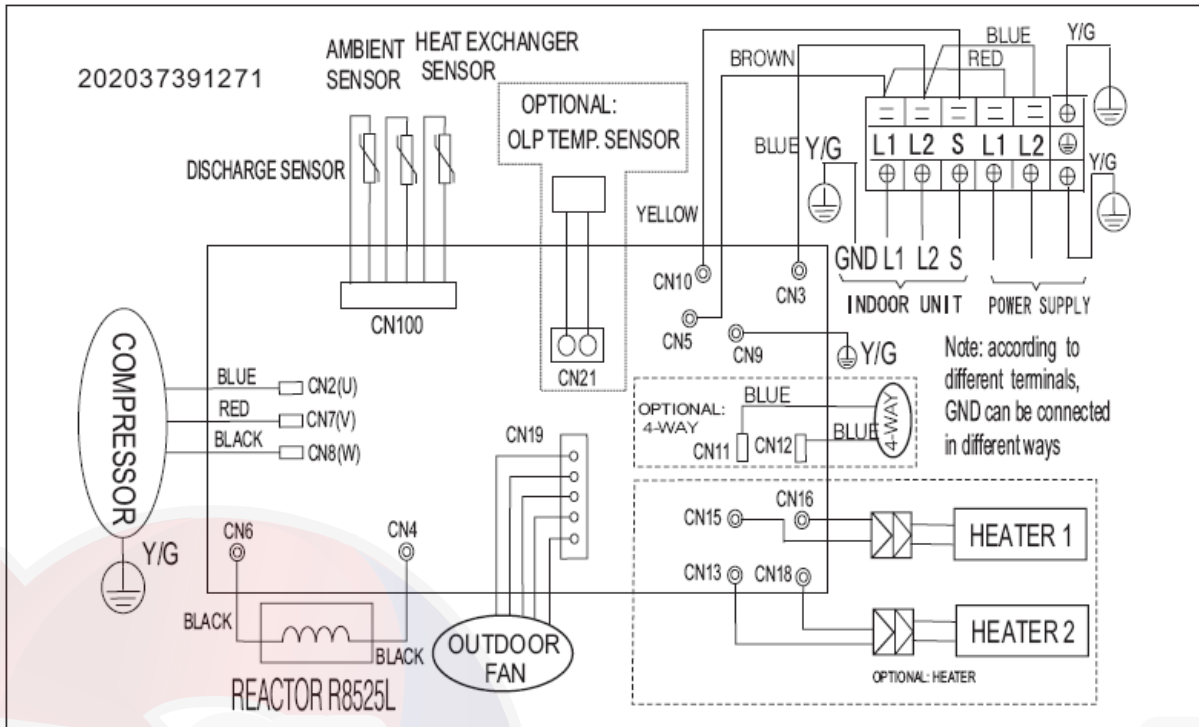 202037391271
AMBIENT
SENSOR
HEAT EXCHANGER
SENSOR
DISCHARGE SENSOR
OPTIONAL:
OLP TEMP. SENSOR
CN100
CN21
BROWN
BLUE
RED
Y/G
BLUE
Y/G
L1 L2 S L1 L2
Y/G
YELLOW
GND L1 L2 S
INDOOR UNIT
POWER SUPPLY
CN10
CN3
CN5
CN9
Y/G
Note: according to
different terminals,
GND can be connected
in different ways
COMPRESSOR
BLUE
CN2(U)
RED
CN7(V)
BLACK
CN8(W)
Y/G
CN19
OPTIONAL:
4-WAY
BLUE
BLUE
CN11
CN12
4-WAY
CN6
CN4
BLACK
BLACK
REACTOR R8525L
OUTDOOR
FAN
CN15
CN16
HEATER 1
CN13
CN18
HEATER 2
OPTIONAL: HEATER